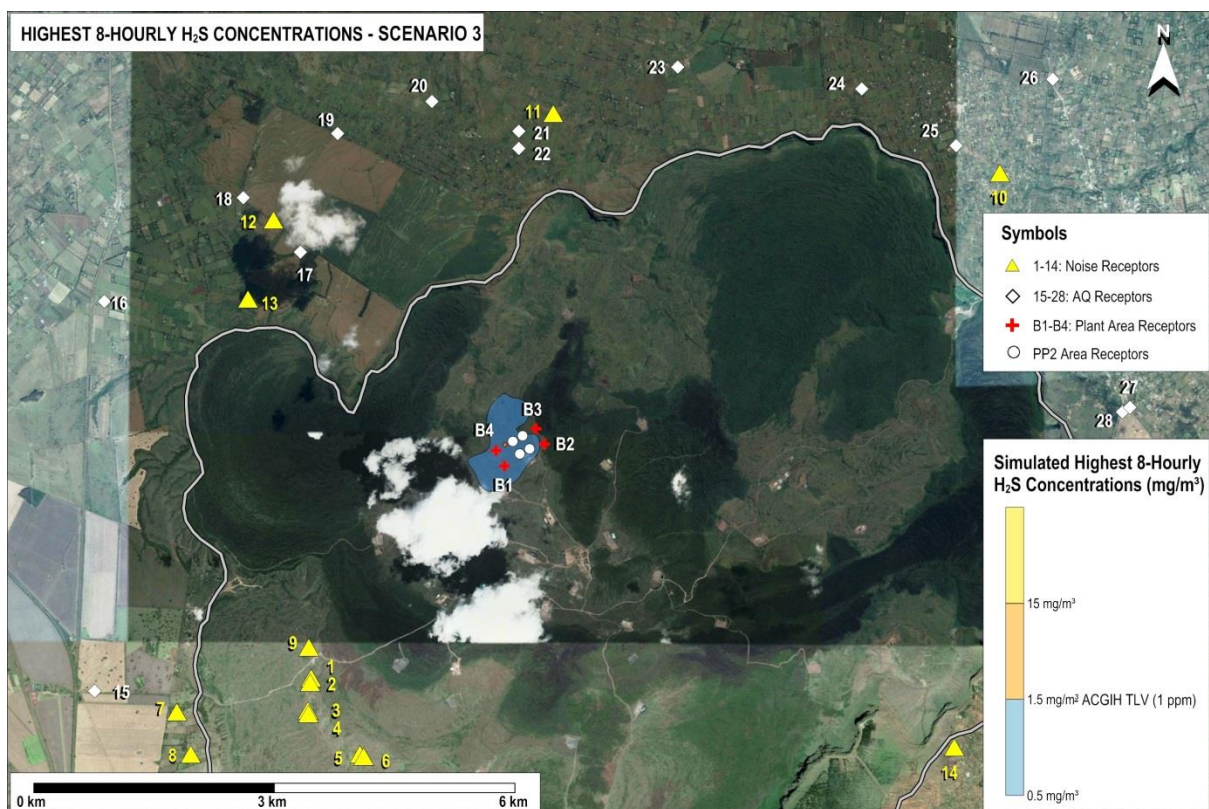 HIGHEST 8-HOURLY H₂S CONCENTRATIONS - SCENARIO 3
N
23
24
26
20
11
19
21
22
25
18
10
12
17
16
13
Symbols
1-14: Noise Receptors
15-28: AQ Receptors
B1-B4: Plant Area Receptors
PP2 Area Receptors
27
28
B3
B4
B2
B1
Simulated Highest 8-Hourly
H₂S Concentrations (mg/m³)
15 mg/m³
1.5 mg/m² ACGIH TLV (1 ppm)
0.5 mg/m³
9
1
2
15
7
3
4
8
5
6
14
0 km
3 km
6 km